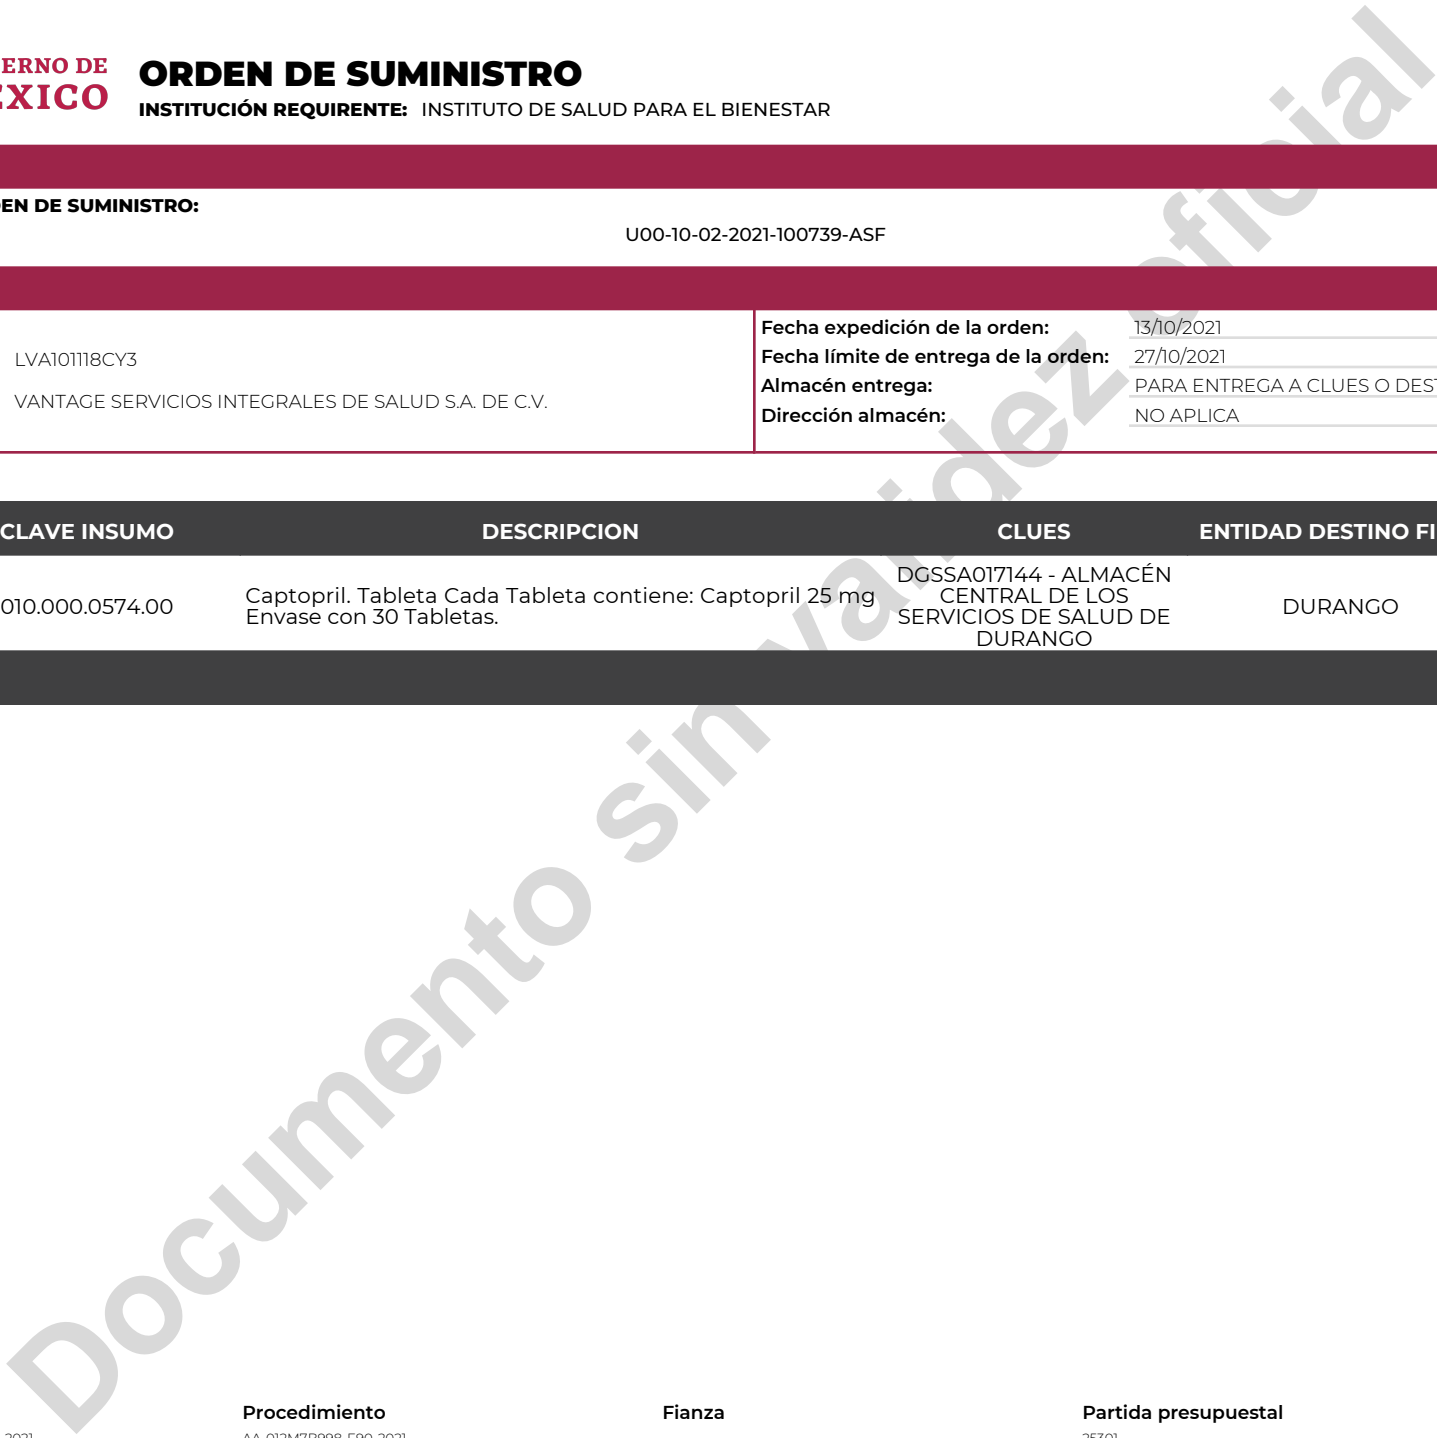 ERNO DE
EXICO
ORDEN DE SUMINISTRO
INSTITUCIÓN REQUIRENTE: INSTITUTO DE SALUD PARA EL BIENESTAR
EN DE SUMINISTRO:
U00-10-02-2021-100739-ASF
LVA101118CY3
VANTAGE SERVICIOS INTEGRALES DE SALUD S.A. DE C.V.
Fecha expedición de la orden: 13/10/2021
Fecha límite de entrega de la orden: 27/10/2021
Almacén entrega: PARA ENTREGA A CLUES O DEST
Dirección almacén: NO APLICA
CLAVE INSUMO DESCRIPCION CLUES ENTIDAD DESTINO FI
010.000.0574.00
Captopril. Tableta Cada Tableta contiene: Captopril 25 mg
Envase con 30 Tabletas.
DGSSA017144 - ALMACÉN
CENTRAL DE LOS
SERVICIOS DE SALUD DE
DURANGO
DURANGO
Documento sin validez oficial
Procedimiento Fianza Partida presupuestal